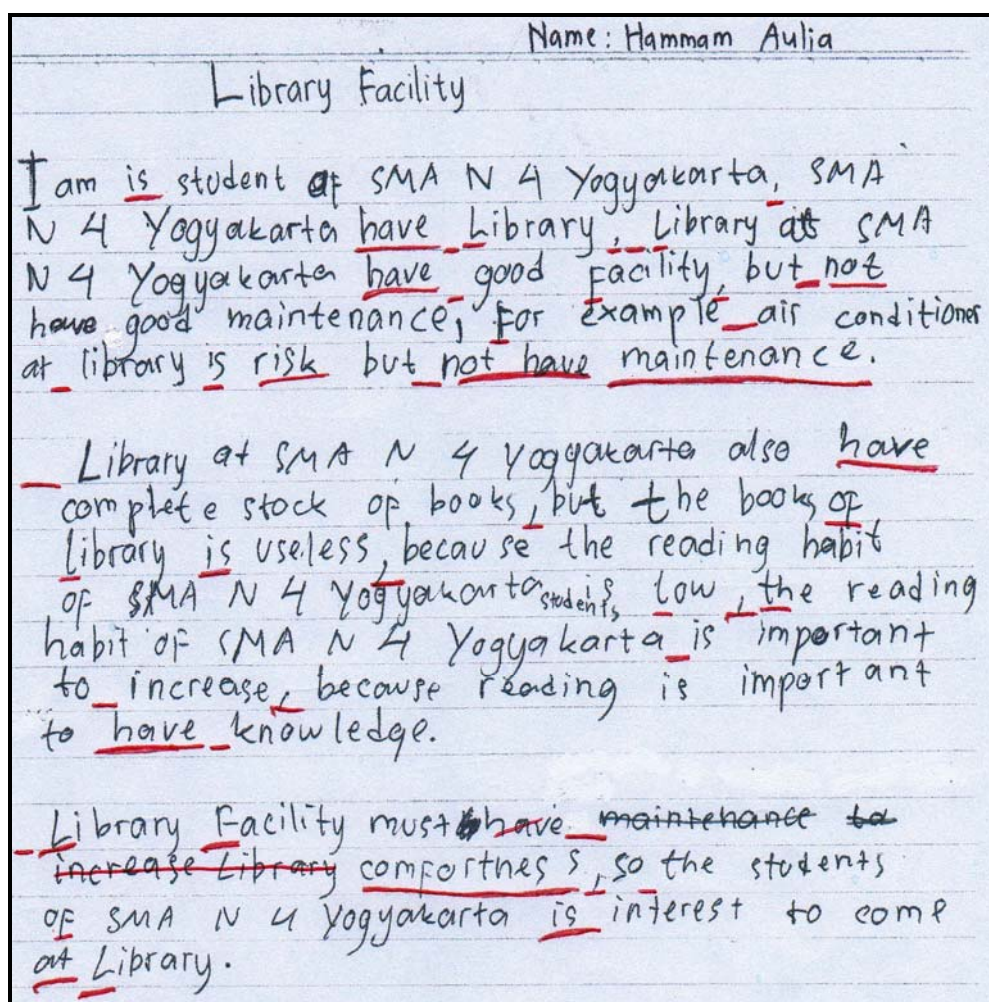 Name: Hammam Aulia
Library Facility
I am is student at SMA N 4 Yogyakarta, SMA
N 4 Yogyakarta have Library, Library at SMA
N 4 Yogyakarta have good Facility, but not
have good maintenance, for example air conditioner
at library is risk but not have maintenance.
Library at SMA N 4 Yogyakarta also have
complete stock of books, but the books of
library is useless, because the reading habit
of SMA N 4 Yogyakarta students is low, the reading
habit of SMA N 4 Yogyakarta is important
to increase, because reading is important
to have knowledge.
Library Facility must have maintenance to
increase Library comfortness, so the students
of SMA N 4 Yogyakarta is interest to come
at Library.